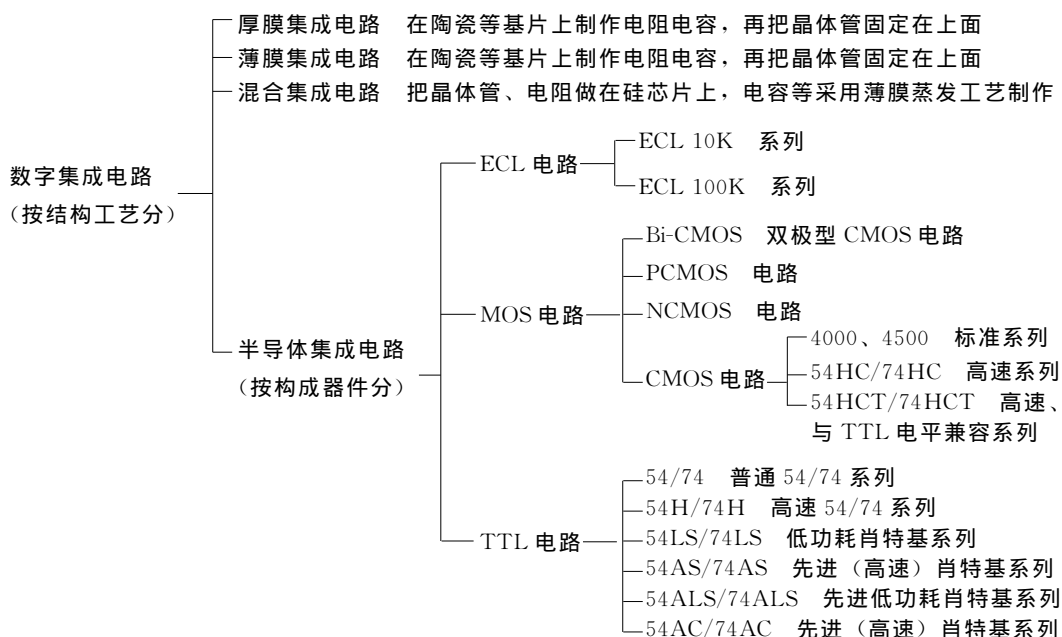 厚膜集成电路 在陶瓷等基片上制作电阻电容，再把晶体管固定在上面
薄膜集成电路 在陶瓷等基片上制作电阻电容，再把晶体管固定在上面
混合集成电路 把晶体管、电阻做在硅芯片上，电容等采用薄膜蒸发工艺制作
数字集成电路
（按结构工艺分）
半导体集成电路
（按构成器件分）
ECL 电路
ECL 10K 系列
ECL 100K 系列
MOS 电路
Bi-CMOS 双极型 CMOS 电路
PCMOS 电路
NCMOS 电路
CMOS 电路
4000、4500 标准系列
54HC/74HC 高速系列
54HCT/74HCT 高速、
与 TTL 电平兼容系列
TTL 电路
54/74 普通 54/74 系列
54H/74H 高速 54/74 系列
54LS/74LS 低功耗肖特基系列
54AS/74AS 先进（高速）肖特基系列
54ALS/74ALS 先进低功耗肖特基系列
54AC/74AC 先进（高速）肖特基系列